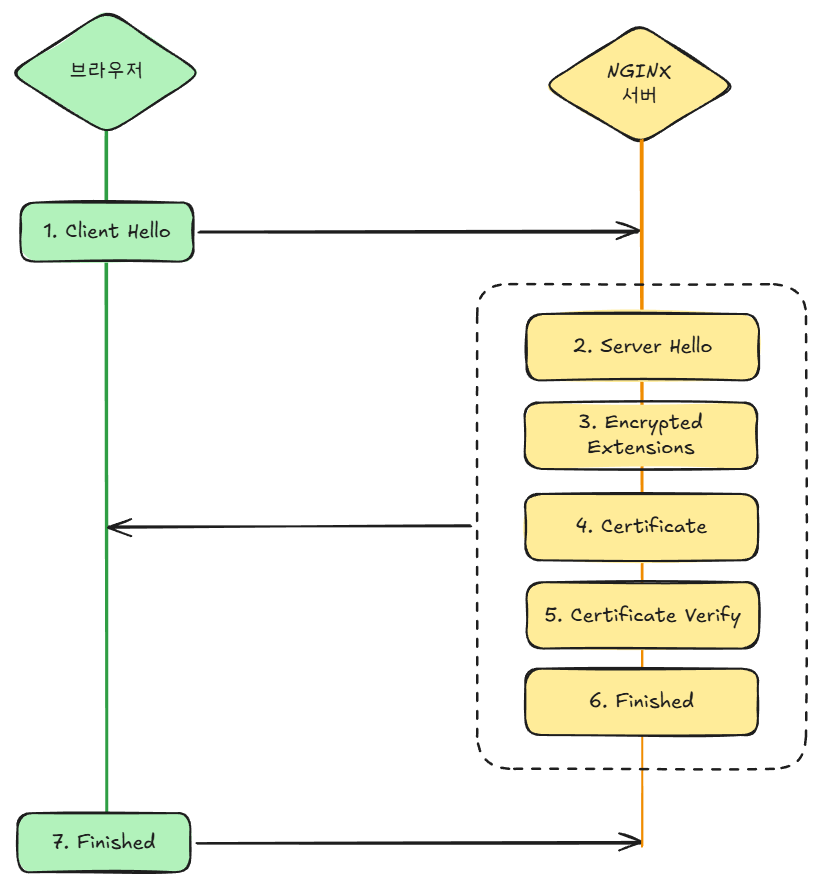 브라우저
NGINX
서버
1. Client Hello
2. Server Hello
3. Encrypted
Extensions
4. Certificate
5. Certificate Verify
6. Finished
7. Finished